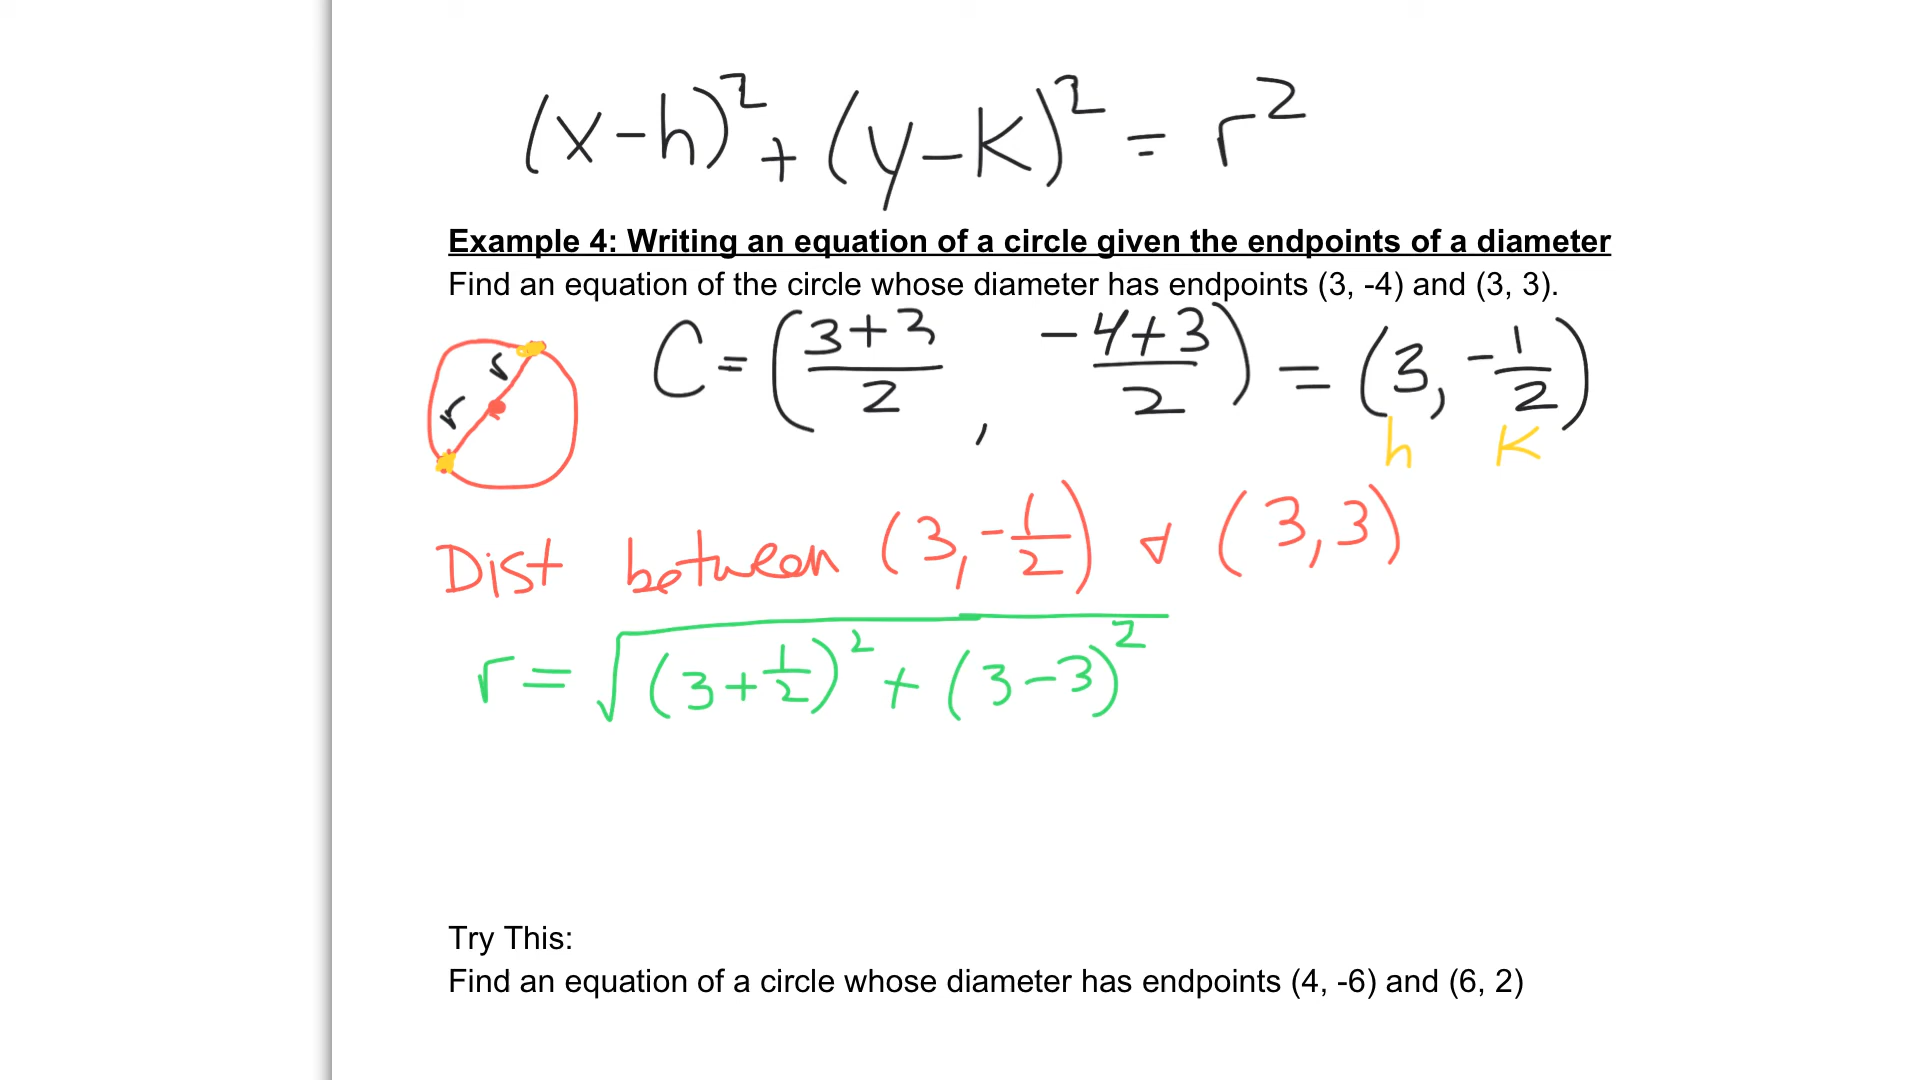 (x-h)² + (y-k)² = r²
Example 4: Writing an equation of a circle given the endpoints of a diameter
Find an equation of the circle whose diameter has endpoints (3, -4) and (3, 3).
r
r
C = (3+3/2 , -4+3/2) = (3, -1/2)
h k
Dist between (3, -1/2) & (3,3)
r = √(3+1/2)² + (3-3)²
Try This:
Find an equation of a circle whose diameter has endpoints (4, -6) and (6, 2)